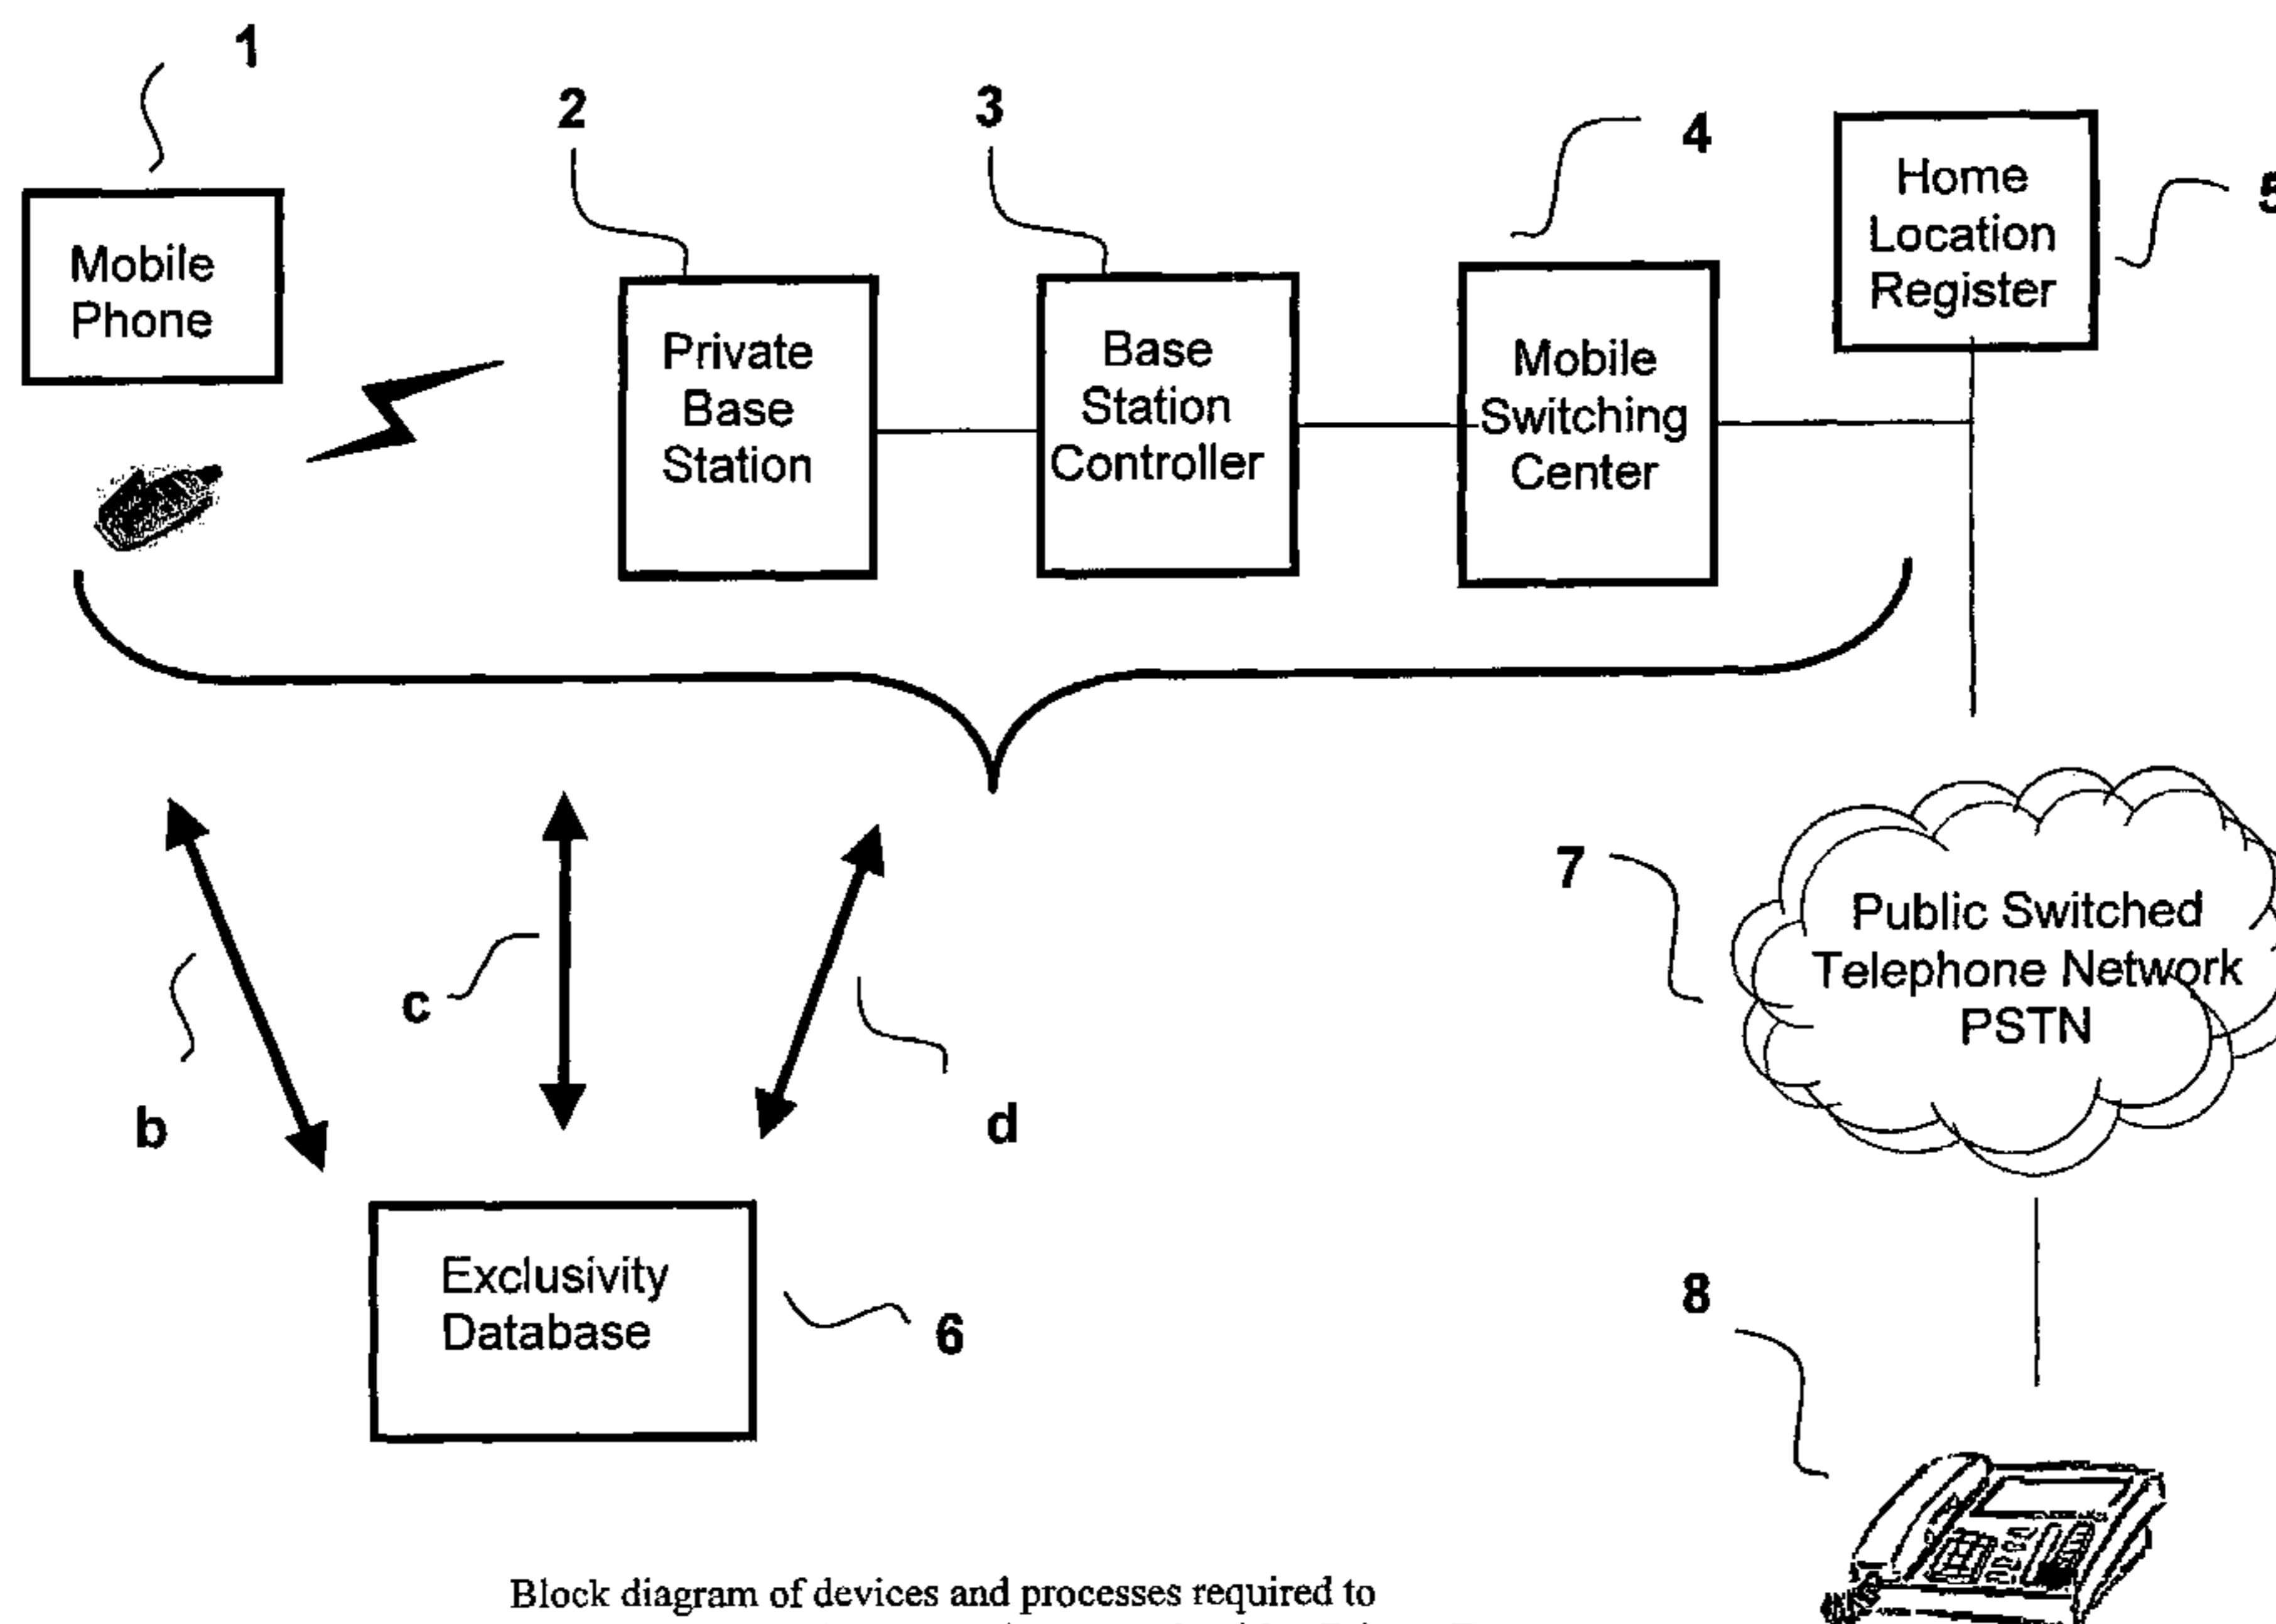 1
2
3
4
5
Mobile
Phone
Private
Base
Station
Base
Station
Controller
Mobile
Switching
Center
Home
Location
Register
b
c
d
7
Public Switched
Telephone Network
PSTN
Exclusivity
Database
6
8
Block diagram of devices and processes required to